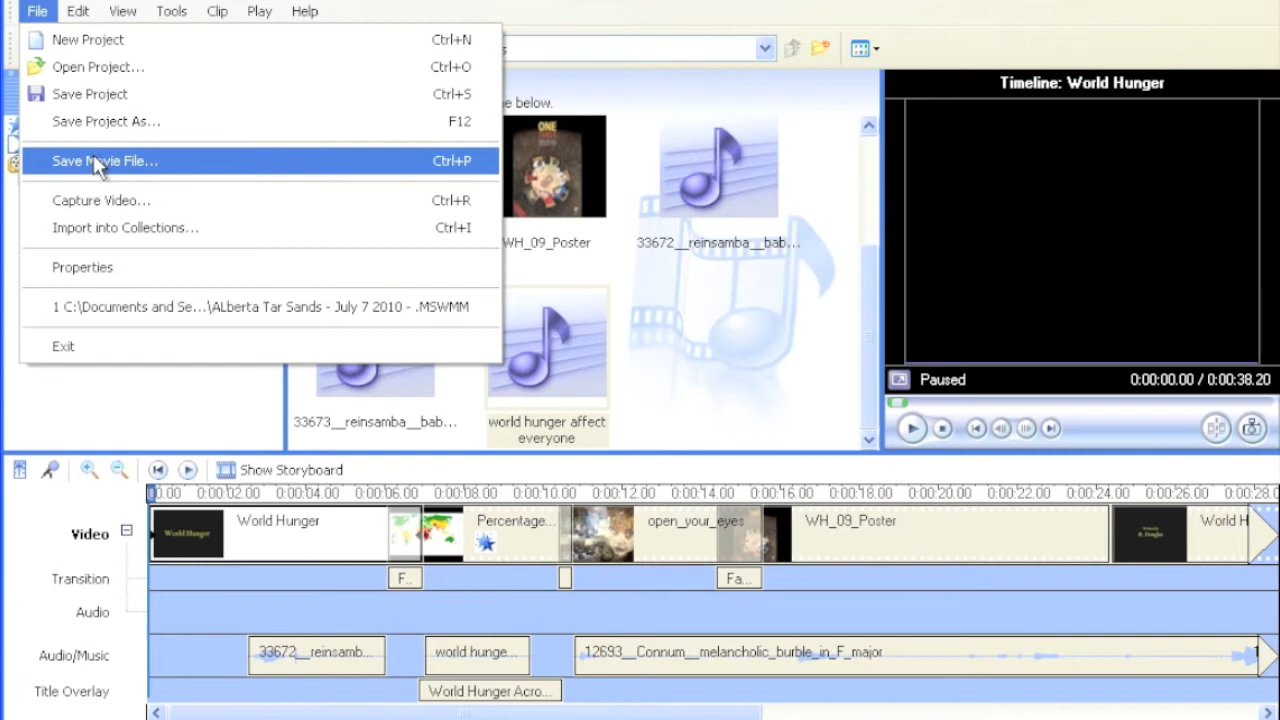 File Edit View Tools Clip Play Help
New Project Ctrl+N
Open Project... Ctrl+O
Save Project Ctrl+S
Save Project As... F12
Save Movie File... Ctrl+P
Capture Video... Ctrl+R
Import into Collections... Ctrl+I
Properties
1 C:\Documents and Se...\ALberta Tar Sands - July 7 2010 - .MSWMM
Exit
s
e below.
ONE
WH_09_Poster
33672__reinsamba__bab...
33673__reinsamba__bab...
world hunger affect
everyone
Timeline: World Hunger
Paused 0:00:00.00 / 0:00:38.20
Show Storyboard
0.00 0:00:02.00 0:00:04.00 0:00:06.00 0:00:08.00 0:00:10.00 0:00:12.00 0:00:14.00 0:00:16.00 0:00:18.00 0:00:20.00 0:00:22.00 0:00:24.00 0:00:26.00 0:00:28.0
Video
World Hunger
World Hunger
Percentage...
open_your_eyes
WH_09_Poster
R. Douglas
World H
Transition
F..
Fa...
Audio
Audio/Music
33672__reinsamb...
world hunge...
12693__Connum__melancholic_burble_in_F_major
1
Title Overlay
World Hunger Acro...